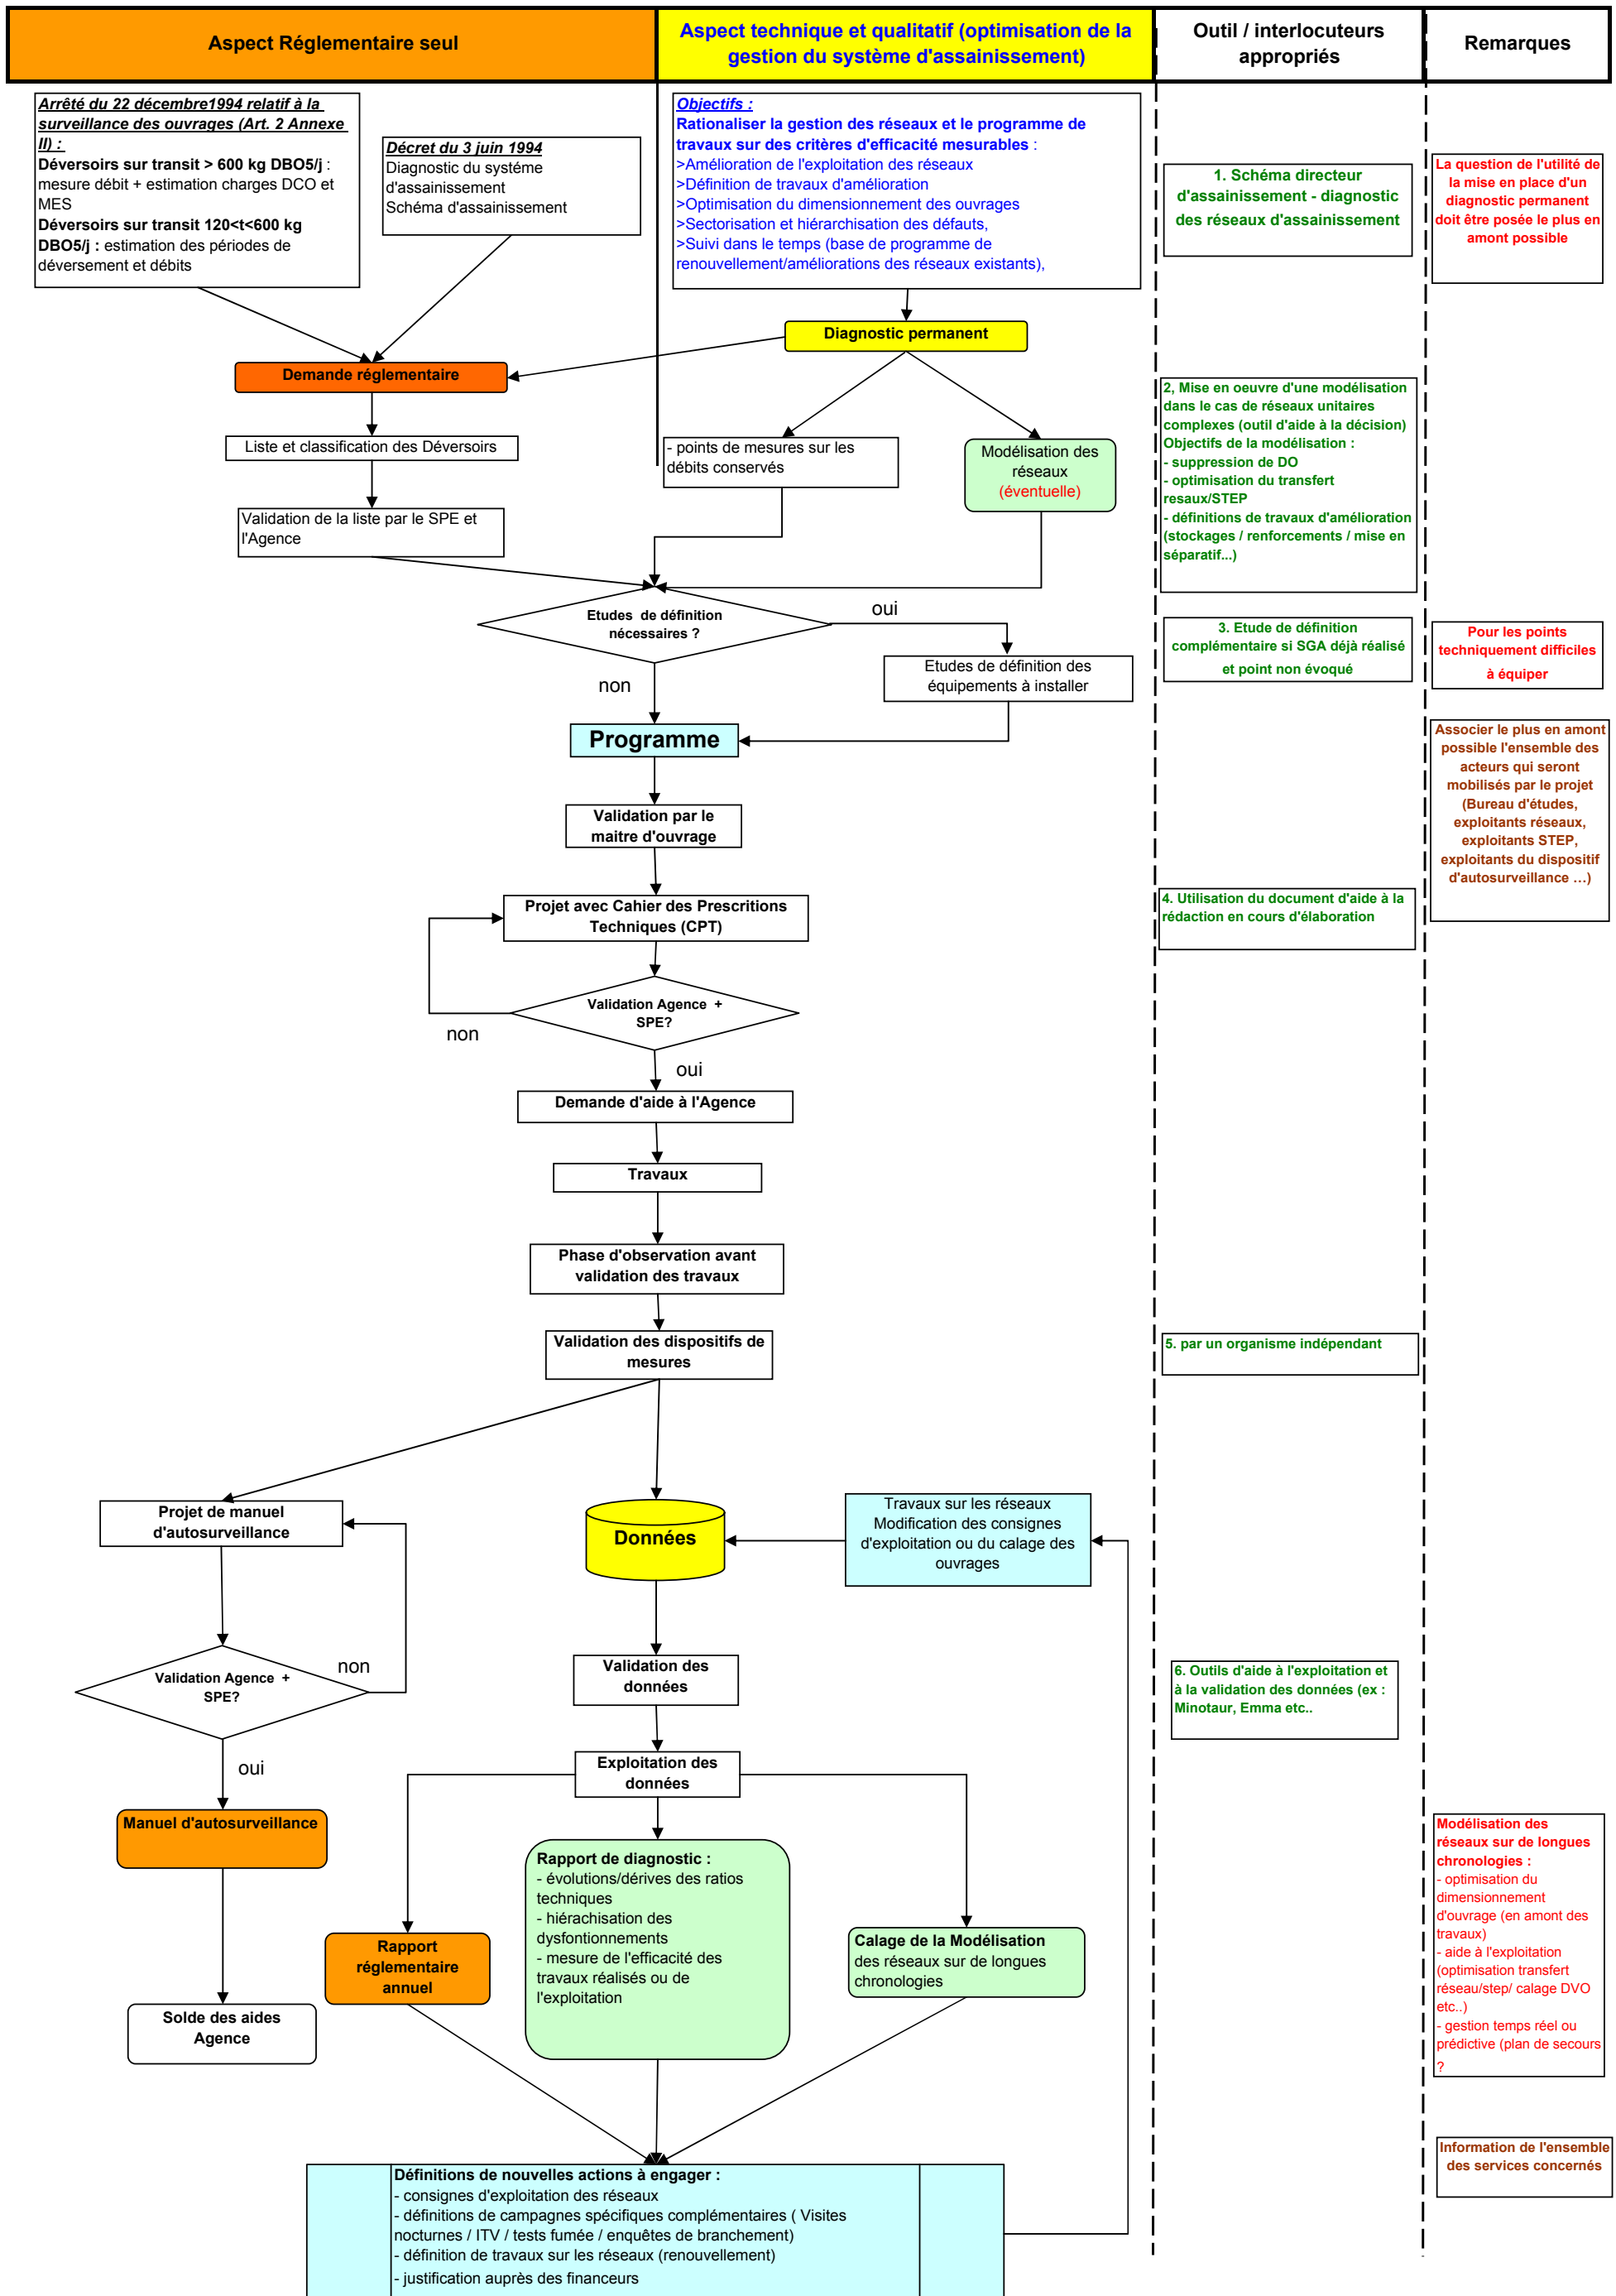 Aspect Réglementaire seul
Aspect technique et qualitatif (optimisation de la
gestion du système d'assainissement)
Outil / interlocuteurs
appropriés
Remarques
Arrêté du 22 décembre1994 relatif à la
surveillance des ouvrages (Art. 2 Annexe
II) :
Déversoirs sur transit > 600 kg DBO5/j :
mesure débit + estimation charges DCO et
MES
Déversoirs sur transit 120<t<600 kg
DBO5/j : estimation des périodes de
déversement et débits
Décret du 3 juin 1994
Diagnostic du systéme
d'assainissement
Schéma d'assainissement
Objectifs :
Rationaliser la gestion des réseaux et le programme de
travaux sur des critères d'efficacité mesurables :
>Amélioration de l'exploitation des réseaux
>Définition de travaux d'amélioration
>Optimisation du dimensionnement des ouvrages
>Sectorisation et hiérarchisation des défauts,
>Suivi dans le temps (base de programme de
renouvellement/améliorations des réseaux existants),
1. Schéma directeur
d'assainissement - diagnostic
des réseaux d'assainissement
La question de l'utilité de
la mise en place d'un
diagnostic permanent
doit être posée le plus en
amont possible
Diagnostic permanent
Demande réglementaire
Liste et classification des Déversoirs
Validation de la liste par le SPE et
l'Agence
- points de mesures sur les
débits conservés
Modélisation des
réseaux
(éventuelle)
2, Mise en oeuvre d'une modélisation
dans le cas de réseaux unitaires
complexes (outil d'aide à la décision)
Objectifs de la modélisation :
- suppression de DO
- optimisation du transfert
resaux/STEP
- définitions de travaux d'amélioration
(stockages / renforcements / mise en
séparatif...)
Etudes de définition
nécessaires ?
oui
non
Etudes de définition des
équipements à installer
3. Etude de définition
complémentaire si SGA déjà réalisé
et point non évoqué
Pour les points
techniquement difficiles
à équiper
Programme
Associer le plus en amont
possible l'ensemble des
acteurs qui seront
mobilisés par le projet
(Bureau d'études,
exploitants réseaux,
exploitants STEP,
exploitants du dispositif
d'autosurveillance ...)
Validation par le
maitre d'ouvrage
Projet avec Cahier des Prescritions
Techniques (CPT)
4. Utilisation du document d'aide à la
rédaction en cours d'élaboration
Validation Agence +
SPE?
non
oui
Demande d'aide à l'Agence
Travaux
Phase d'observation avant
validation des travaux
Validation des dispositifs de
mesures
5. par un organisme indépendant
Projet de manuel
d'autosurveillance
Données
Travaux sur les réseaux
Modification des consignes
d'exploitation ou du calage des
ouvrages
Validation Agence +
SPE?
non
oui
Validation des
données
6. Outils d'aide à l'exploitation et
à la validation des données (ex :
Minotaur, Emma etc..
Exploitation des
données
Manuel d'autosurveillance
Rapport de diagnostic :
- évolutions/dérives des ratios
techniques
- hiérachisation des
dysfontionnements
- mesure de l'efficacité des
travaux réalisés ou de
l'exploitation
Rapport
réglementaire
annuel
Calage de la Modélisation
des réseaux sur de longues
chronologies
Modélisation des
réseaux sur de longues
chronologies :
- optimisation du
dimensionnement
d'ouvrage (en amont des
travaux)
- aide à l'exploitation
(optimisation transfert
réseau/step/ calage DVO
etc..)
- gestion temps réel ou
prédictive (plan de secours
?
Solde des aides
Agence
Information de l'ensemble
des services concernés
Définitions de nouvelles actions à engager :
- consignes d'exploitation des réseaux
- définitions de campagnes spécifiques complémentaires ( Visites
nocturnes / ITV / tests fumée / enquêtes de branchement)
- définition de travaux sur les réseaux (renouvellement)
- justification auprès des financeurs